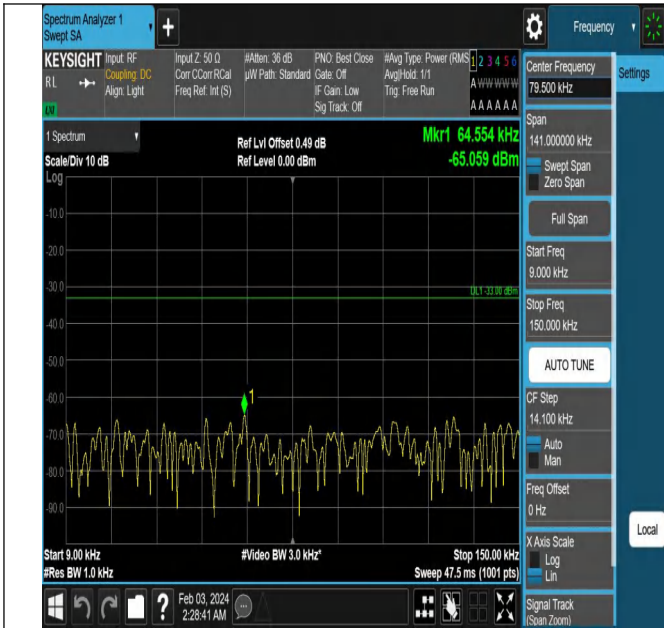 Spectrum Analyzer 1
Swept SA
Frequency
KEYSIGHT
RL
LXI
Input: RF
Coupling: DC
Align: Light
Input Z: 50 Ω
Corr CCorr RCal
Freq Ref: Int (S)
#Atten: 36 dB
µW Path: Standard
PNO: Best Close
Gate: Off
IF Gain: Low
Sig Track: Off
#Avg Type: Power (RMS
Avg|Hold: 1/1
Trig: Free Run
1 2 3 4 5 6
A W W W W W
A A A A A A
1 Spectrum
Scale/Div 10 dB
Ref Lvl Offset 0.49 dB
Ref Level 0.00 dBm
Mkr1 64.554 kHz
-65.059 dBm
Log
-10.0
-20.0
-30.0
DL1 -33.00 dBm
-40.0
-50.0
-60.0
1
-70.0
-80.0
-90.0
Start 9.00 kHz
#Res BW 1.0 kHz
#Video BW 3.0 kHz*
Stop 150.00 kHz
Sweep 47.5 ms (1001 pts)
Feb 03, 2024
2:28:41 AM
Center Frequency
79.500 kHz
Span
141.000000 kHz
Swept Span
Zero Span
Full Span
Start Freq
9.000 kHz
Stop Freq
150.000 kHz
AUTO TUNE
CF Step
14.100 kHz
Auto
Man
Freq Offset
0 Hz
X Axis Scale
Log
Lin
Signal Track
(Span Zoom)
Settings
Local